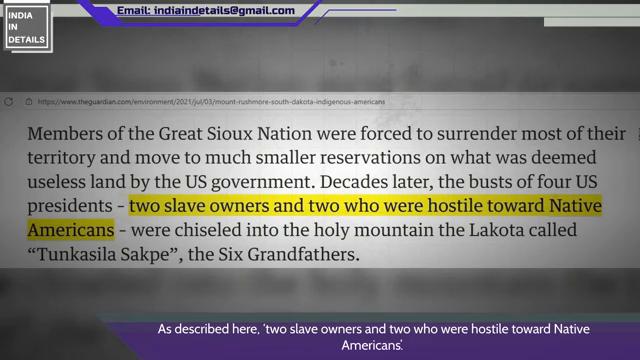 INDIA
IN
DETAILS
Email: indiaindetails@gmail.com
https://www.theguardian.com/environment/2021/jul/03/mount-rushmore-south-dakota-indigenous-americans
Members of the Great Sioux Nation were forced to surrender most of their
territory and move to much smaller reservations on what was deemed
useless land by the US government. Decades later, the busts of four US
presidents – two slave owners and two who were hostile toward Native
Americans – were chiseled into the holy mountain the Lakota called
“Tunkasila Sakpe”, the Six Grandfathers.
As described here, 'two slave owners and two who were hostile toward Native
Americans'.